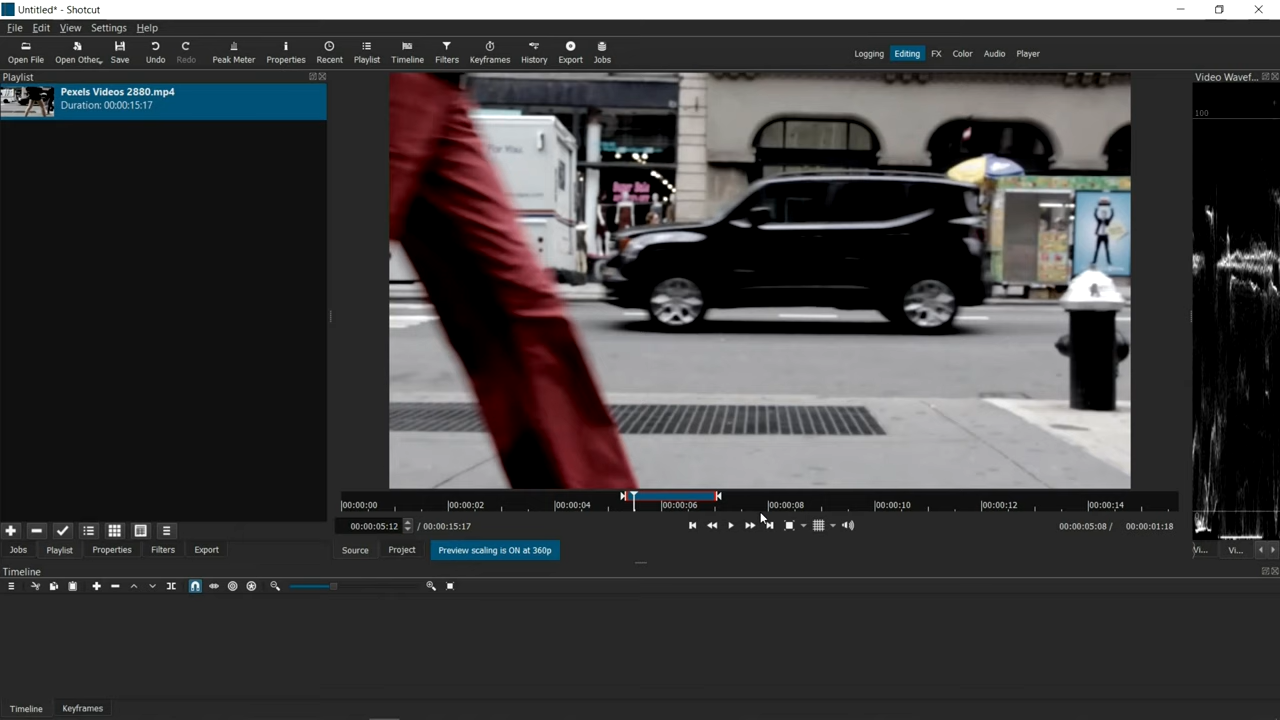 Untitled* - Shotcut
File Edit View Settings Help
Open File Open Other.. Save Undo Redo Peak Meter Properties Recent Playlist Timeline Filters Keyframes History Export Jobs
Logging Editing FX Color Audio Player
Playlist
Video Wavef...
Pexels Videos 2880.mp4
Duration: 00:00:15:17
100
00:00:00 00:00:02 00:00:04 00:00:06 00:00:08 00:00:10 00:00:12 00:00:14
00:00:05:12 / 00:00:15:17
00:00:05:08 / 00:00:01:18
Jobs Playlist Properties Filters Export
Source Project Preview scaling is ON at 360p
Vi... Vi...
Timeline
Timeline Keyframes